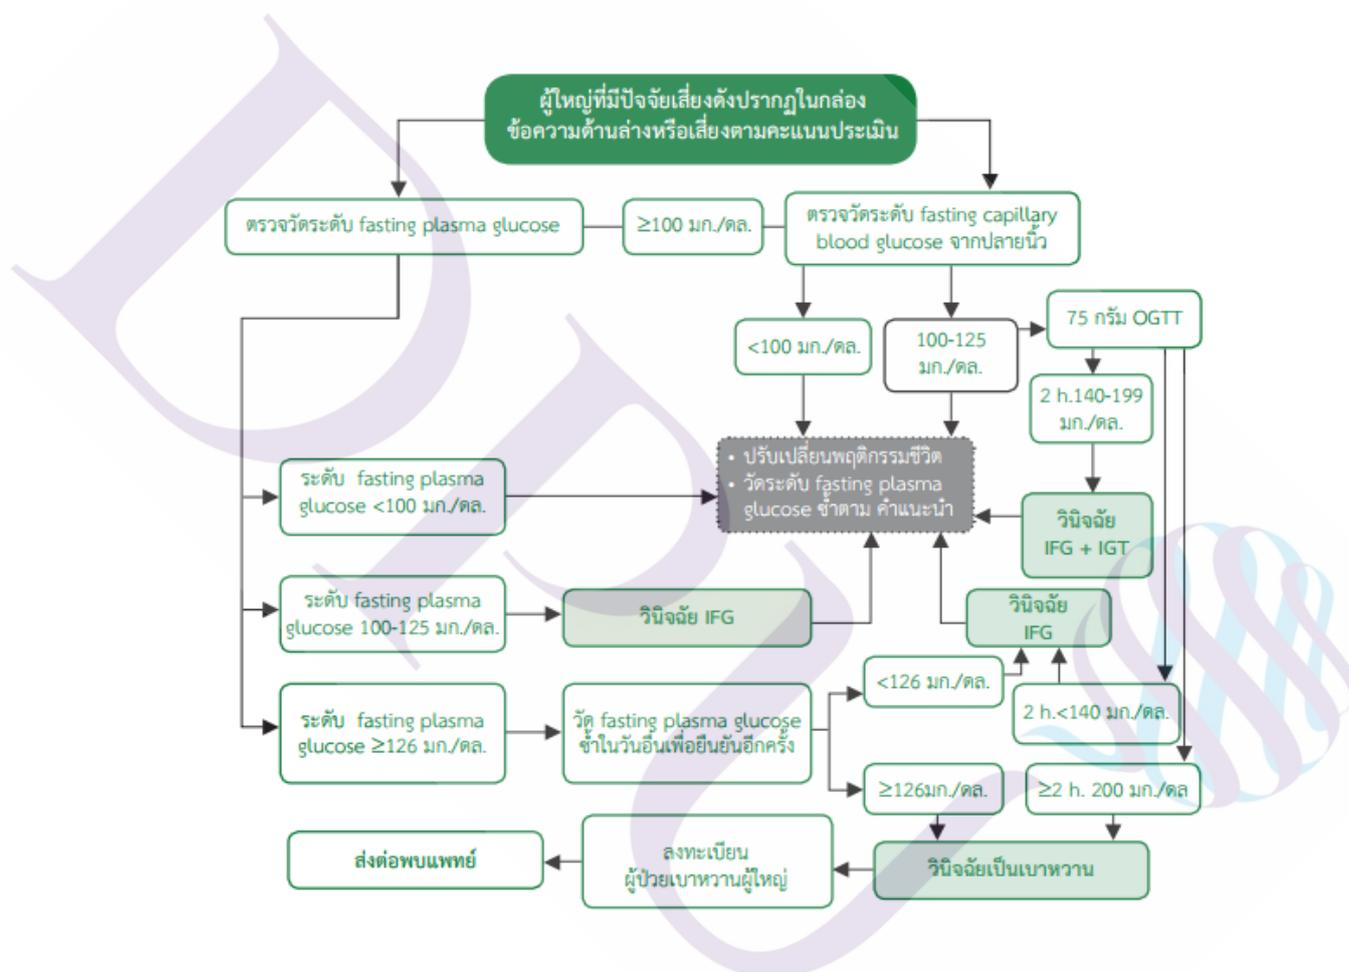 ผู้ใหญ่ที่มีปัจจัยเสี่ยงดังปรากฏในกล่อง
ข้อความด้านล่างหรือเสี่ยงตามคะแนนประเมิน
ตรวจวัดระดับ fasting plasma glucose
≥100 มก./ดล.
ตรวจวัดระดับ fasting capillary
blood glucose จากปลายนิ้ว
<100 มก./ดล.
100-125
มก./ดล.
75 กรัม OGTT
2 h.140-199
มก./ดล.
• ปรับเปลี่ยนพฤติกรรมชีวิต
• วัดระดับ fasting plasma
glucose ซ้ำตาม คำแนะนำ
ระดับ fasting plasma
glucose <100 มก./ดล.
วินิจฉัย
IFG + IGT
ระดับ fasting plasma
glucose 100-125 มก./ดล.
วินิจฉัย IFG
วินิจฉัย
IFG
<126 มก./ดล.
2 h.<140 มก./ดล.
ระดับ fasting plasma
glucose ≥126 มก./ดล.
วัด fasting plasma glucose
ซ้ำในวันอื่นเพื่อยืนยันอีกครั้ง
≥126มก./ดล.
≥2 h. 200 มก./ดล
ส่งต่อพบแพทย์
ลงทะเบียน
ผู้ป่วยเบาหวานผู้ใหญ่
วินิจฉัยเป็นเบาหวาน